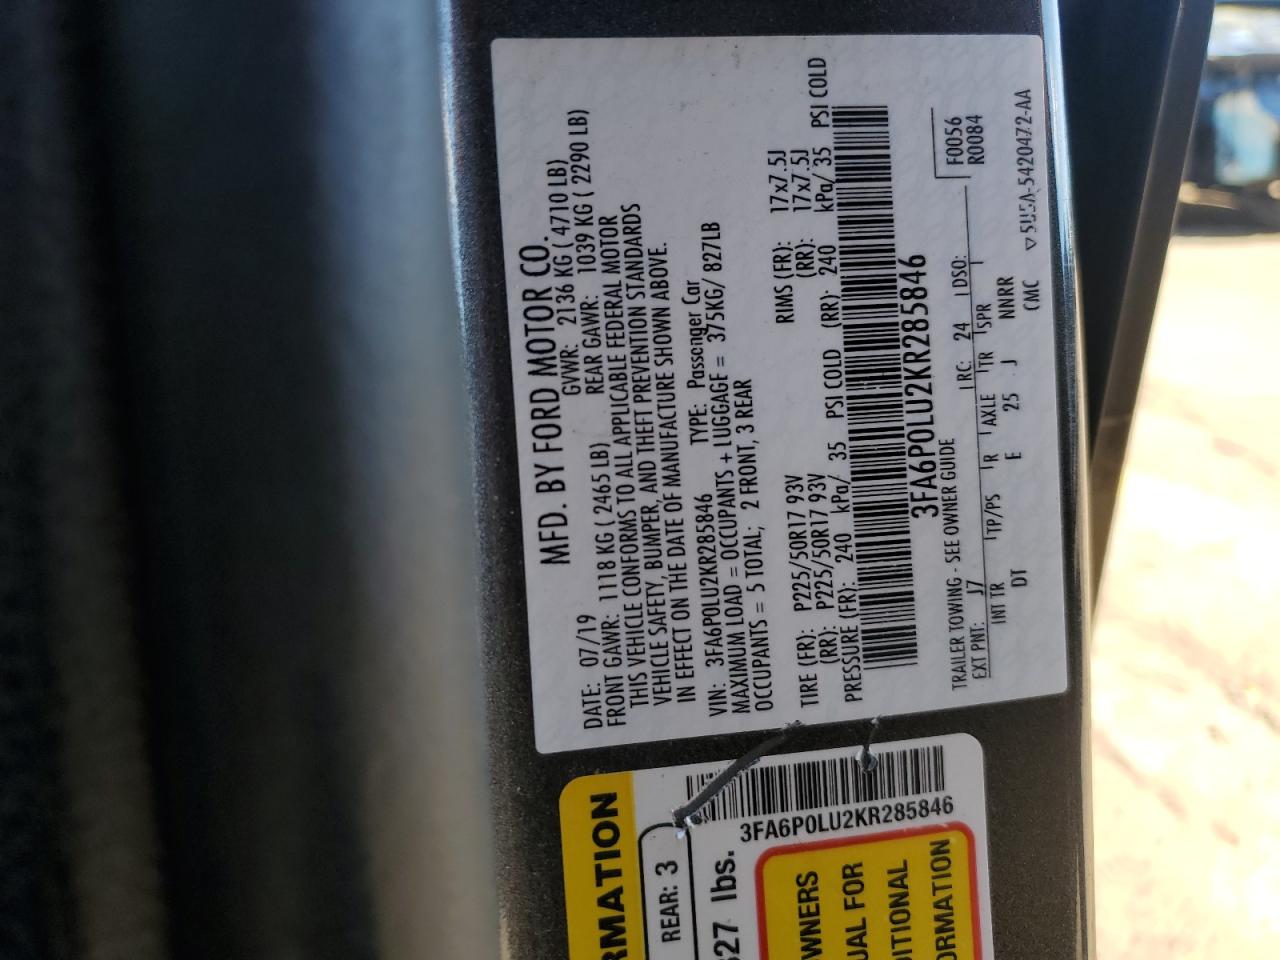 MFD. BY FORD MOTOR CO.
DATE: 07/19 GVWR: 2136 KG ( 4710 LB)
FRONT GAWR: 1118 KG ( 2465 LB) REAR GAWR: 1039 KG ( 2290 LB)
THIS VEHICLE CONFORMS TO ALL APPLICABLE FEDERAL MOTOR
VEHICLE SAFETY, BUMPER, AND THEFT PREVENTION STANDARDS
IN EFFECT ON THE DATE OF MANUFACTURE SHOWN ABOVE.
VIN: 3FA6P0LU2KR285846 TYPE: Passenger Car
MAXIMUM LOAD = OCCUPANTS + LUGGAGE = 375KG/ 827LB
OCCUPANTS = 5 TOTAL; 2 FRONT, 3 REAR
TIRE (FR): P225/50R17 93V RIMS (FR): 17x7.5J
(RR): P225/50R17 93V (RR): 17x7.5J
PRESSURE (FR): 240 kPa/ 35 PSI COLD (RR): 240 kPa/ 35 PSI COLD
3FA6P0LU2KR285846
TRAILER TOWING - SEE OWNER GUIDE F0056
EXT PNT: J7 RC: 24 DSO: R0084
INT TR TP/PS R AXLE TR SPR
DT E 25 J NNRR
CMC ▽5U5A-5420472-AA
RMATION
REAR: 3
827 lbs.
3FA6P0LU2KR285846
WNERS
UAL FOR
DITIONAL
ORMATION